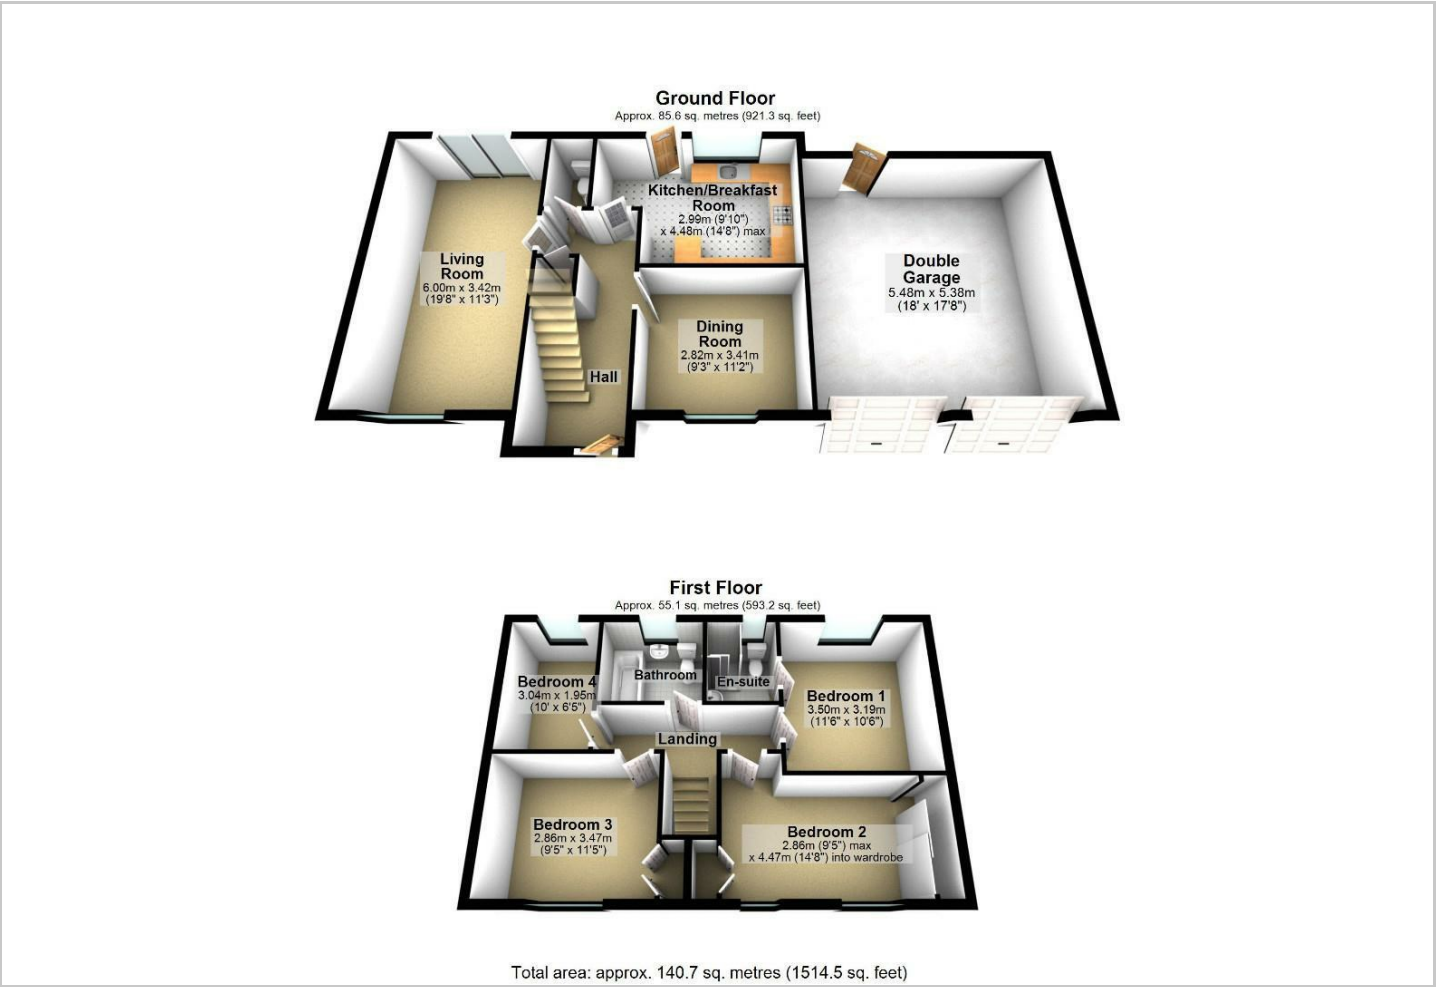 Ground Floor
Approx. 85.6 sq. metres (921.3 sq. feet)
Kitchen/Breakfast
Room
2.99m (9'10")
x 4.48m (14'8") max
Living
Room
6.00m x 3.42m
(19'8" x 11'3")
Double
Garage
5.48m x 5.38m
(18' x 17'8")
Dining
Room
2.82m x 3.41m
(9'3" x 11'2")
Hall
First Floor
Approx. 55.1 sq. metres (593.2 sq. feet)
Bedroom 4
3.04m x 1.95m
(10' x 6'5")
Bathroom
En-suite
Bedroom 1
3.50m x 3.19m
(11'6" x 10'6")
Landing
Bedroom 3
2.86m x 3.47m
(9'5" x 11'5")
Bedroom 2
2.86m (9'5") max
x 4.47m (14'8") into wardrobe
Total area: approx. 140.7 sq. metres (1514.5 sq. feet)